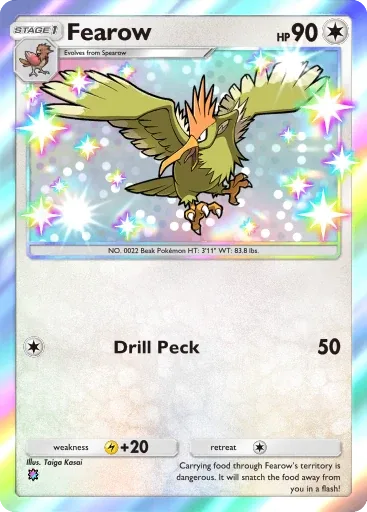 STAGE 1
Fearow
HP 90
Evolves from Spearow
NO. 0022 Beak Pokémon HT: 3'11" WT: 83.8 lbs.
Drill Peck 50
weakness +20 retreat
Illus. Taiga Kasai
Carrying food through Fearow's territory is
dangerous. It will snatch the food away from
you in a flash!